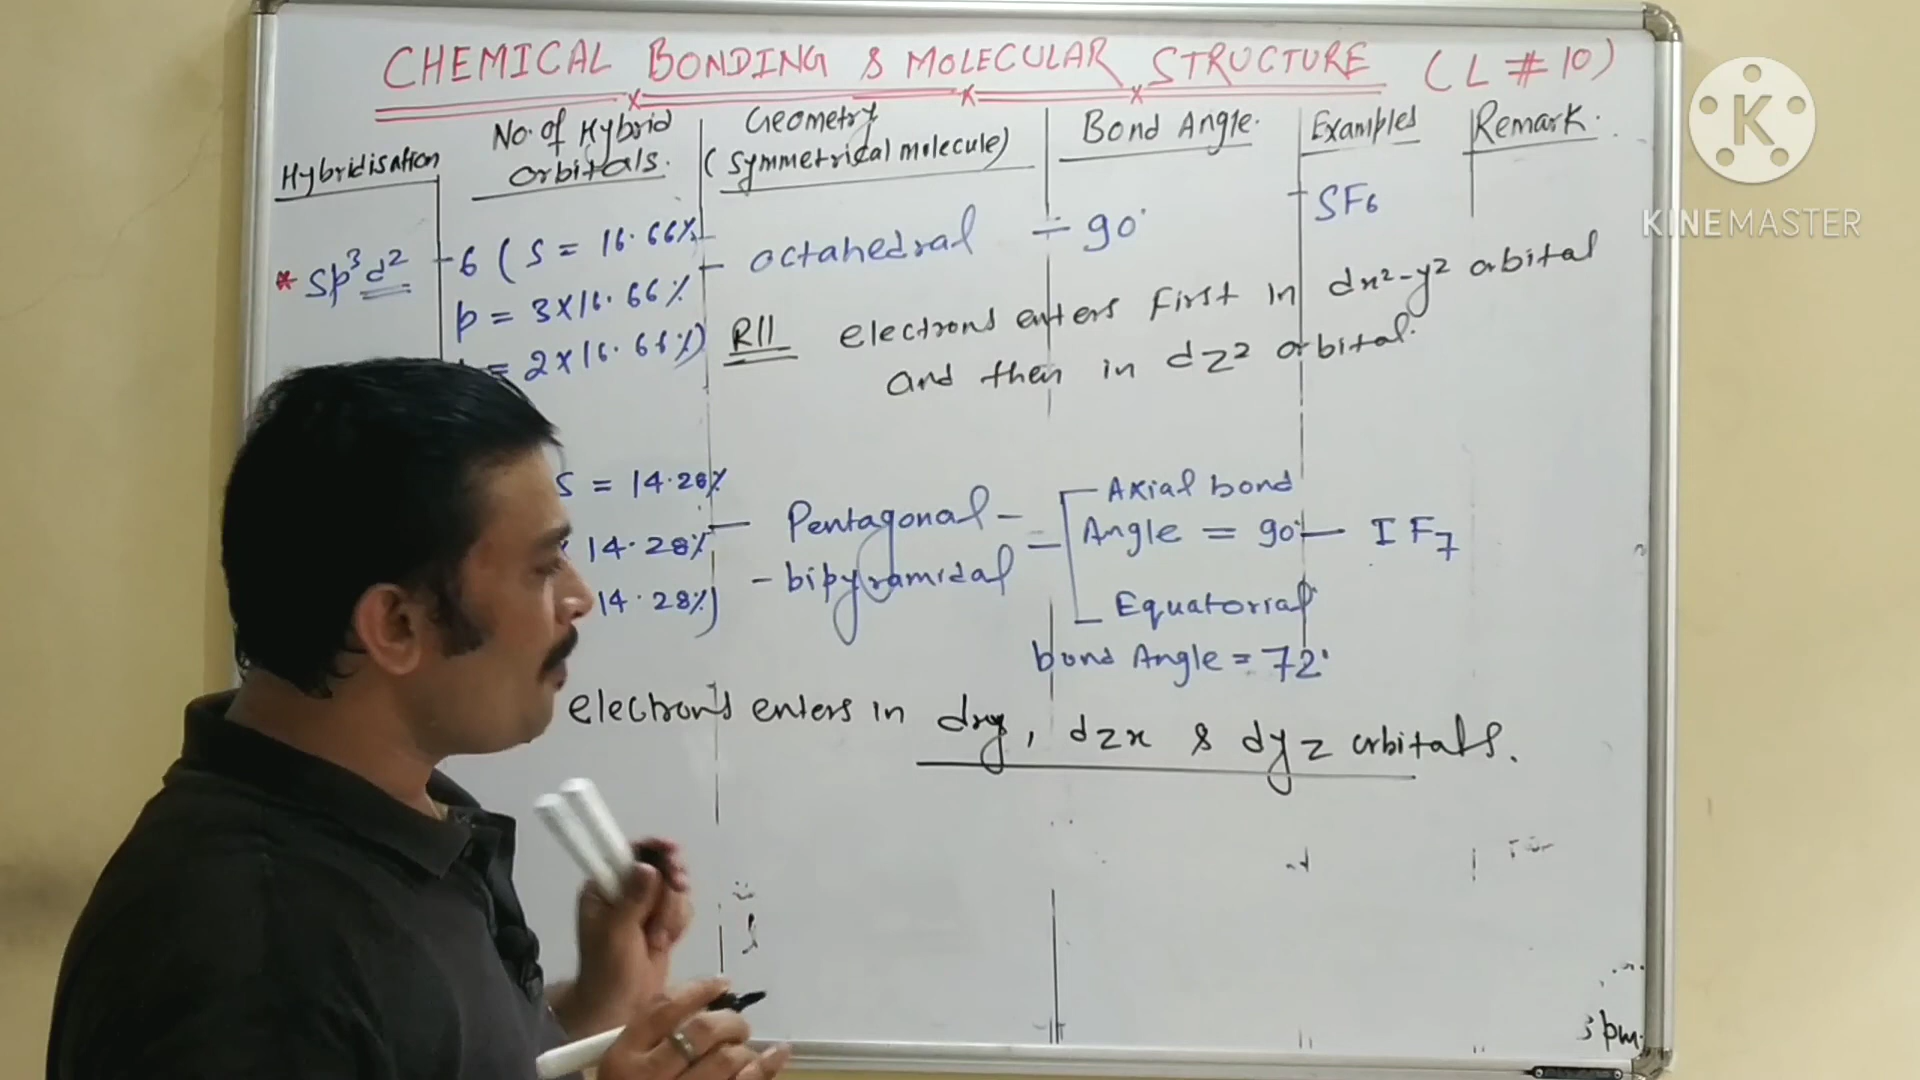 CHEMICAL BONDING & MOLECULAR STRUCTURE (L # 10)
Hybridisation
No. of Hybrid
orbitals.
Geometry
(symmetrical molecule)
Bond Angle.
Examples
Remark.
* sp³d² - 6 ( S = 16.66% - octahedral - 90° - SF6
p = 3×16.66%
= 2×16.66%)
R11 electrons enters First in dx²-y² orbital
and then in dz² orbital.
S = 14.28%
14.28%
14.28%)
- Pentagonal -
- bipyramidal
Axial bond
Angle = 90° - IF7
Equatorial
bond Angle = 72°
electrons enters in dxy, dzx & dyz orbitals.
3 pm.
K
KINEMASTER